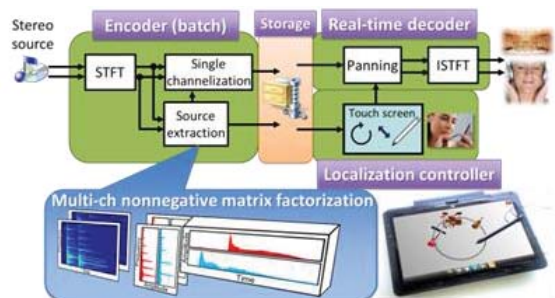 Stereo
source
Encoder (batch)
STFT
Single
channelization
Source
extraction
Storage
Real-time decoder
Panning
ISTFT
Touch screen
Localization controller
Multi-ch nonnegative matrix factorization
Time